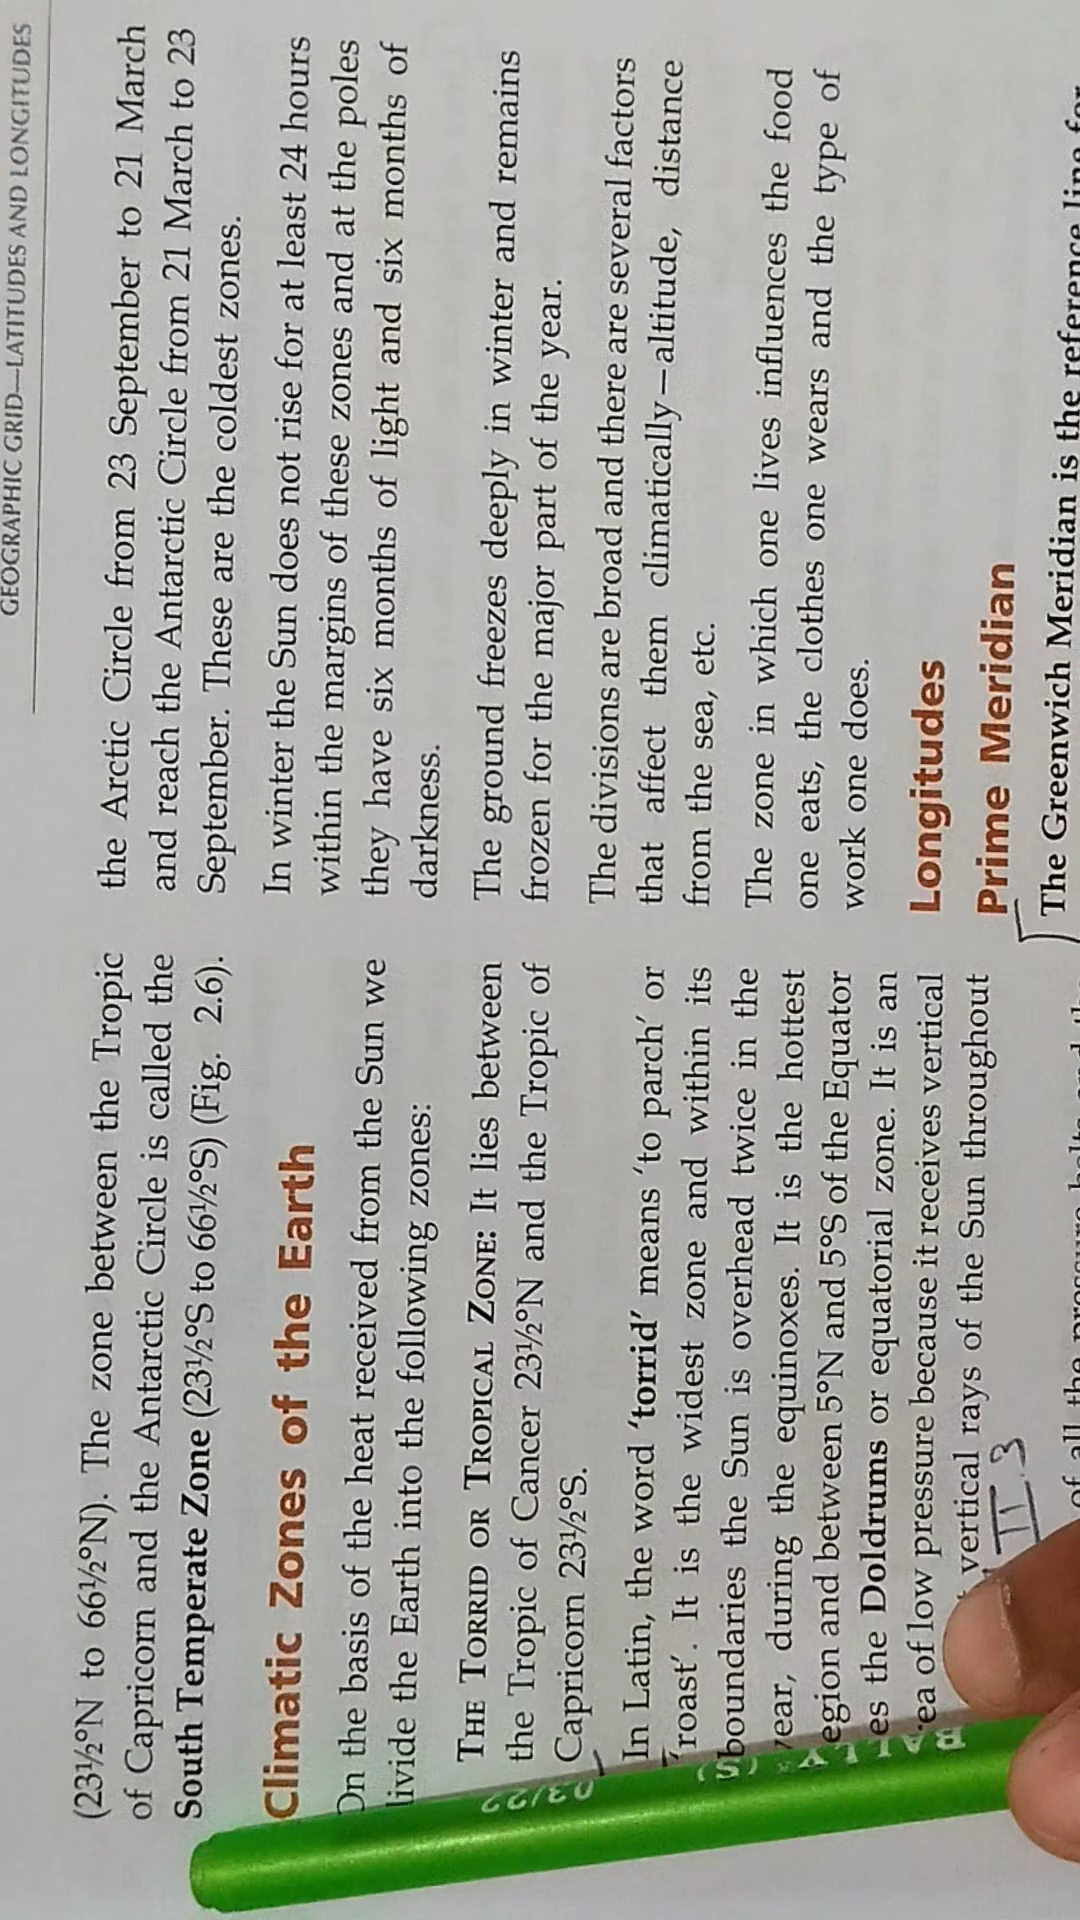 GEOGRAPHIC GRID—LATITUDES AND LONGITUDES
(23½°N to 66½°N). The zone between the Tropic
of Capricorn and the Antarctic Circle is called the
South Temperate Zone (23½°S to 66½°S) (Fig. 2.6).
Climatic Zones of the Earth
On the basis of the heat received from the Sun we
livide the Earth into the following zones:
THE TORRID OR TROPICAL ZONE: It lies between
the Tropic of Cancer 23½°N and the Tropic of
Capricorn 23½°S.
In Latin, the word 'torrid' means 'to parch' or
'roast'. It is the widest zone and within its
boundaries the Sun is overhead twice in the
year, during the equinoxes. It is the hottest
egion and between 5°N and 5°S of the Equator
es the Doldrums or equatorial zone. It is an
rea of low pressure because it receives vertical
vertical rays of the Sun throughout
II.3
of all the pressure belts and
the Arctic Circle from 23 September to 21 March
and reach the Antarctic Circle from 21 March to 23
September. These are the coldest zones.
In winter the Sun does not rise for at least 24 hours
within the margins of these zones and at the poles
they have six months of light and six months of
darkness.
The ground freezes deeply in winter and remains
frozen for the major part of the year.
The divisions are broad and there are several factors
that affect them climatically—altitude, distance
from the sea, etc.
The zone in which one lives influences the food
one eats, the clothes one wears and the type of
work one does.
Longitudes
Prime Meridian
The Greenwich Meridian is the reference line for
03/22